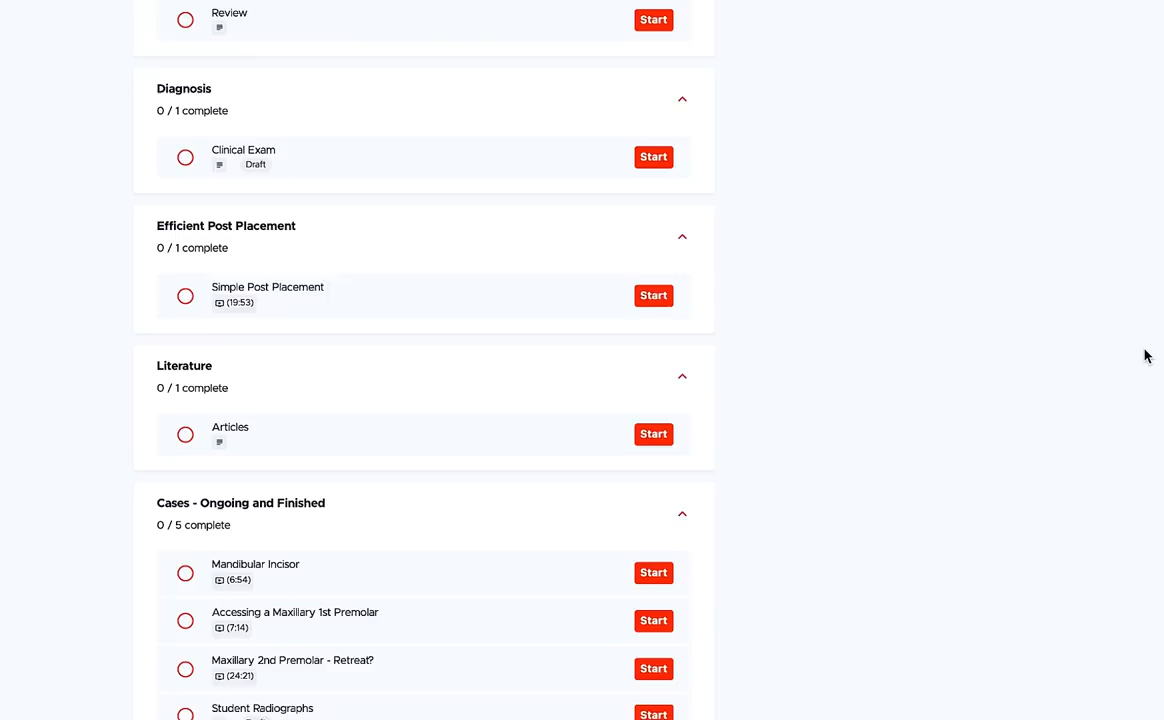 Review
Start
Diagnosis
0 / 1 complete
Clinical Exam
Draft
Start
Efficient Post Placement
0 / 1 complete
Simple Post Placement
(19:53)
Start
Literature
0 / 1 complete
Articles
Start
Cases - Ongoing and Finished
0 / 5 complete
Mandibular Incisor
(6:54)
Start
Accessing a Maxillary 1st Premolar
(7:14)
Start
Maxillary 2nd Premolar - Retreat?
(24:21)
Start
Student Radiographs
Start